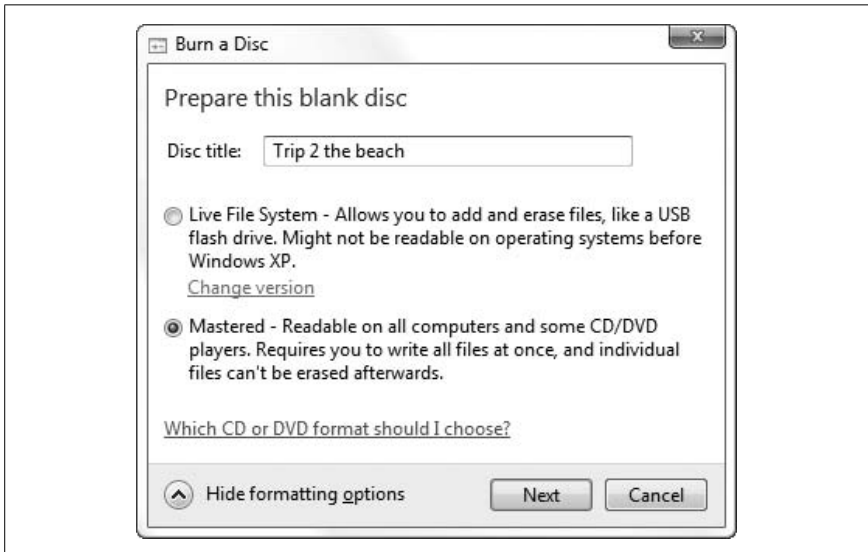 Burn a Disc
Prepare this blank disc
Disc title: Trip 2 the beach
Live File System - Allows you to add and erase files, like a USB
flash drive. Might not be readable on operating systems before
Windows XP.
Change version
Mastered - Readable on all computers and some CD/DVD
players. Requires you to write all files at once, and individual
files can't be erased afterwards.
Which CD or DVD format should I choose?
Hide formatting options Next Cancel